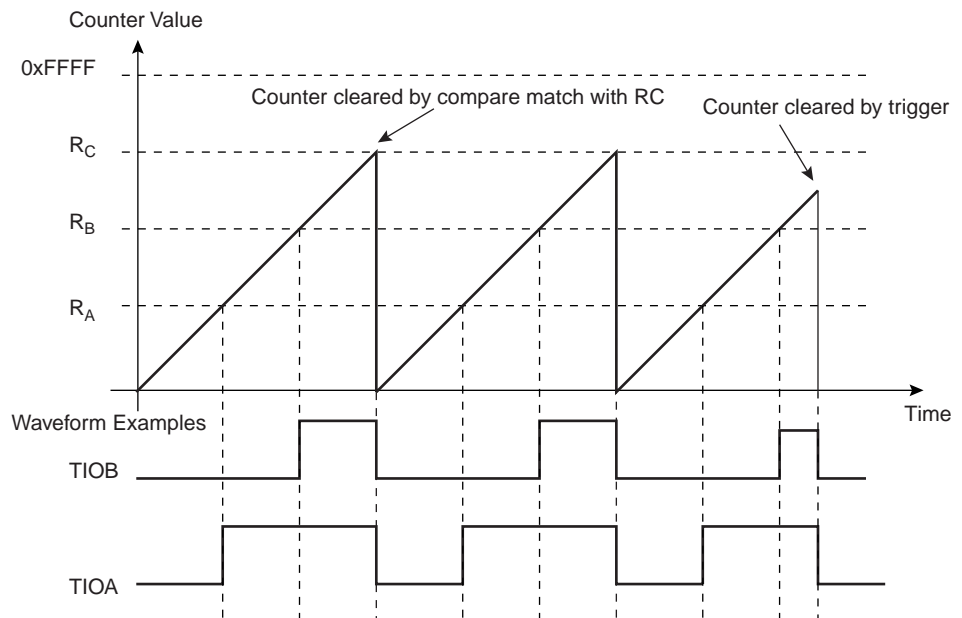 Counter Value
0xFFFF
Counter cleared by compare match with RC
Counter cleared by trigger
RC
RB
RA
Time
Waveform Examples
TIOB
TIOA